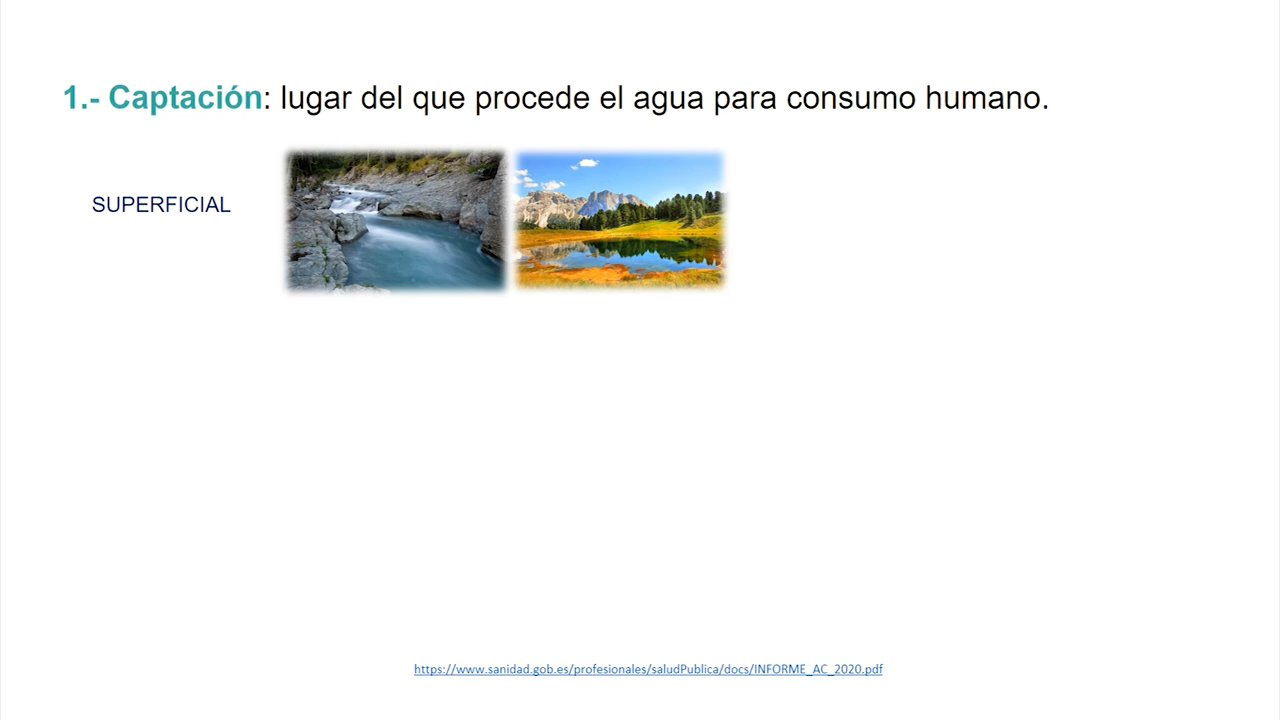 1.- Captación: lugar del que procede el agua para consumo humano.
SUPERFICIAL
https://www.sanidad.gob.es/profesionales/saludPublica/docs/INFORME_AC_2020.pdf